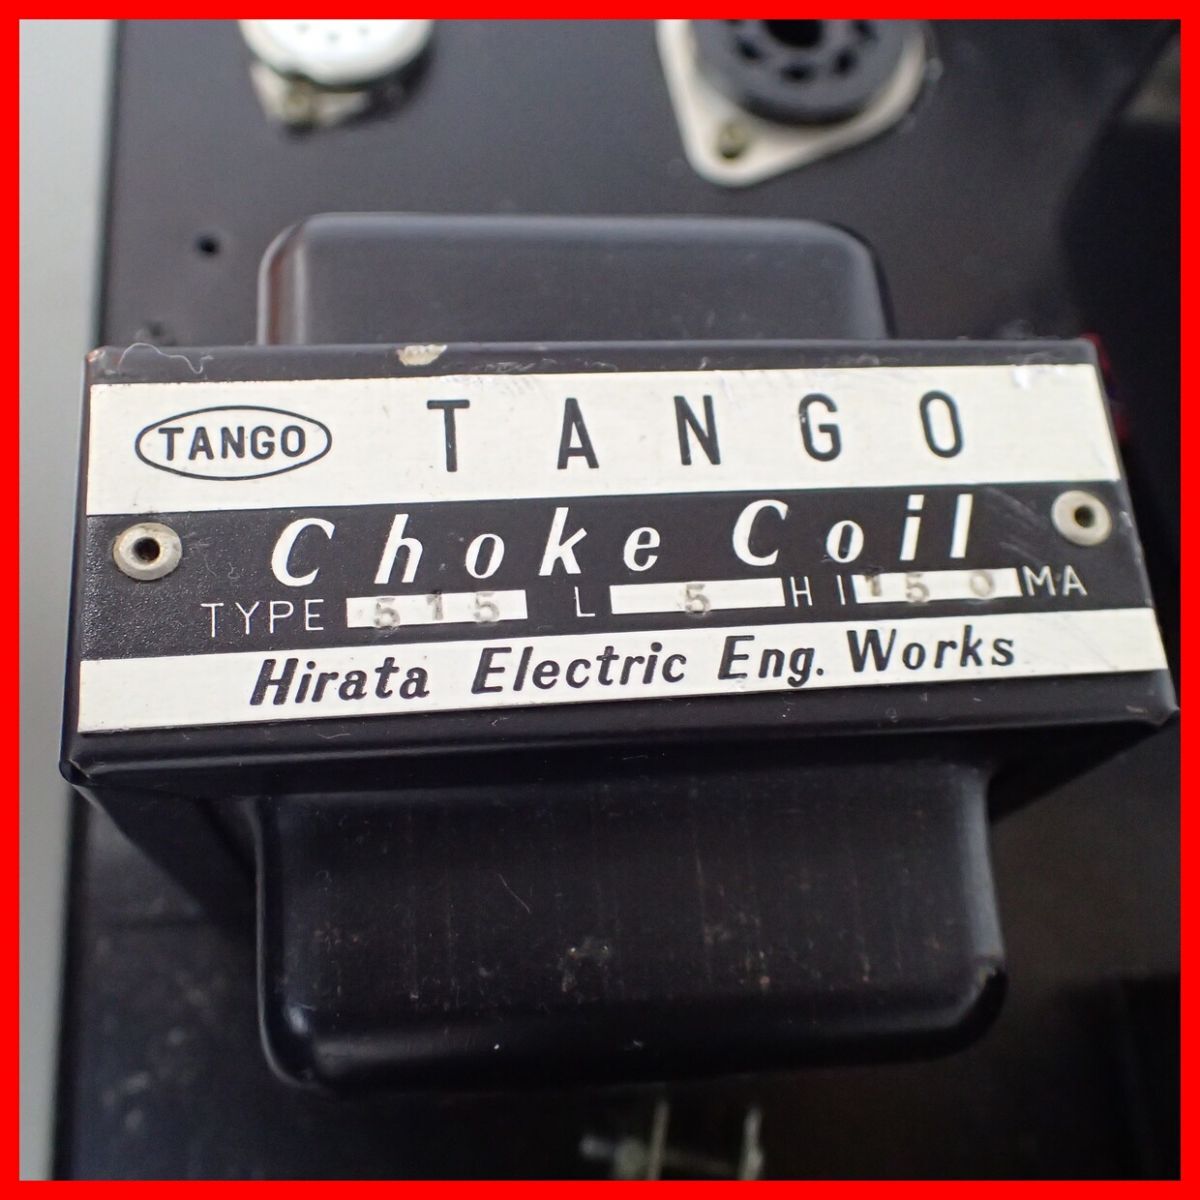 TANGO TANGO
Choke Coil
TYPE 515 L 5 H I 150 MA
Hirata Electric Eng. Works